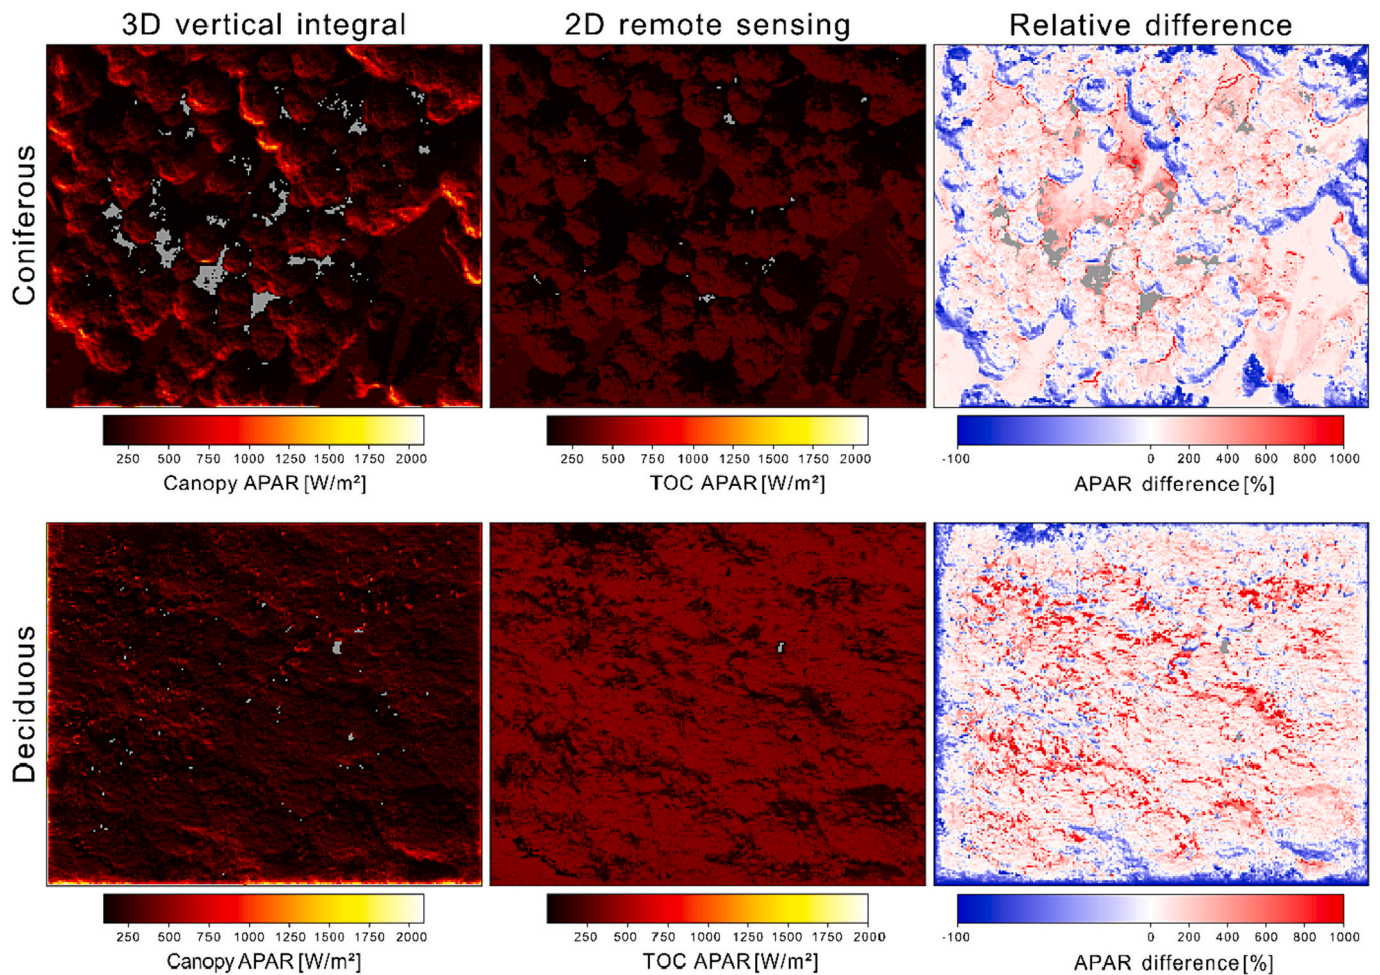 3D vertical integral 2D remote sensing Relative difference
Coniferous
250 500 750 1000 1250 1500 1750 2000 250 500 750 1000 1250 1500 1750 2000 -100 0 200 400 600 800 1000
Canopy APAR [W/m²] TOC APAR [W/m²] APAR difference [%]
Deciduous
250 500 750 1000 1250 1500 1750 2000 250 500 750 1000 1250 1500 1750 2000 -100 0 200 400 600 800 1000
Canopy APAR [W/m²] TOC APAR [W/m²] APAR difference [%]